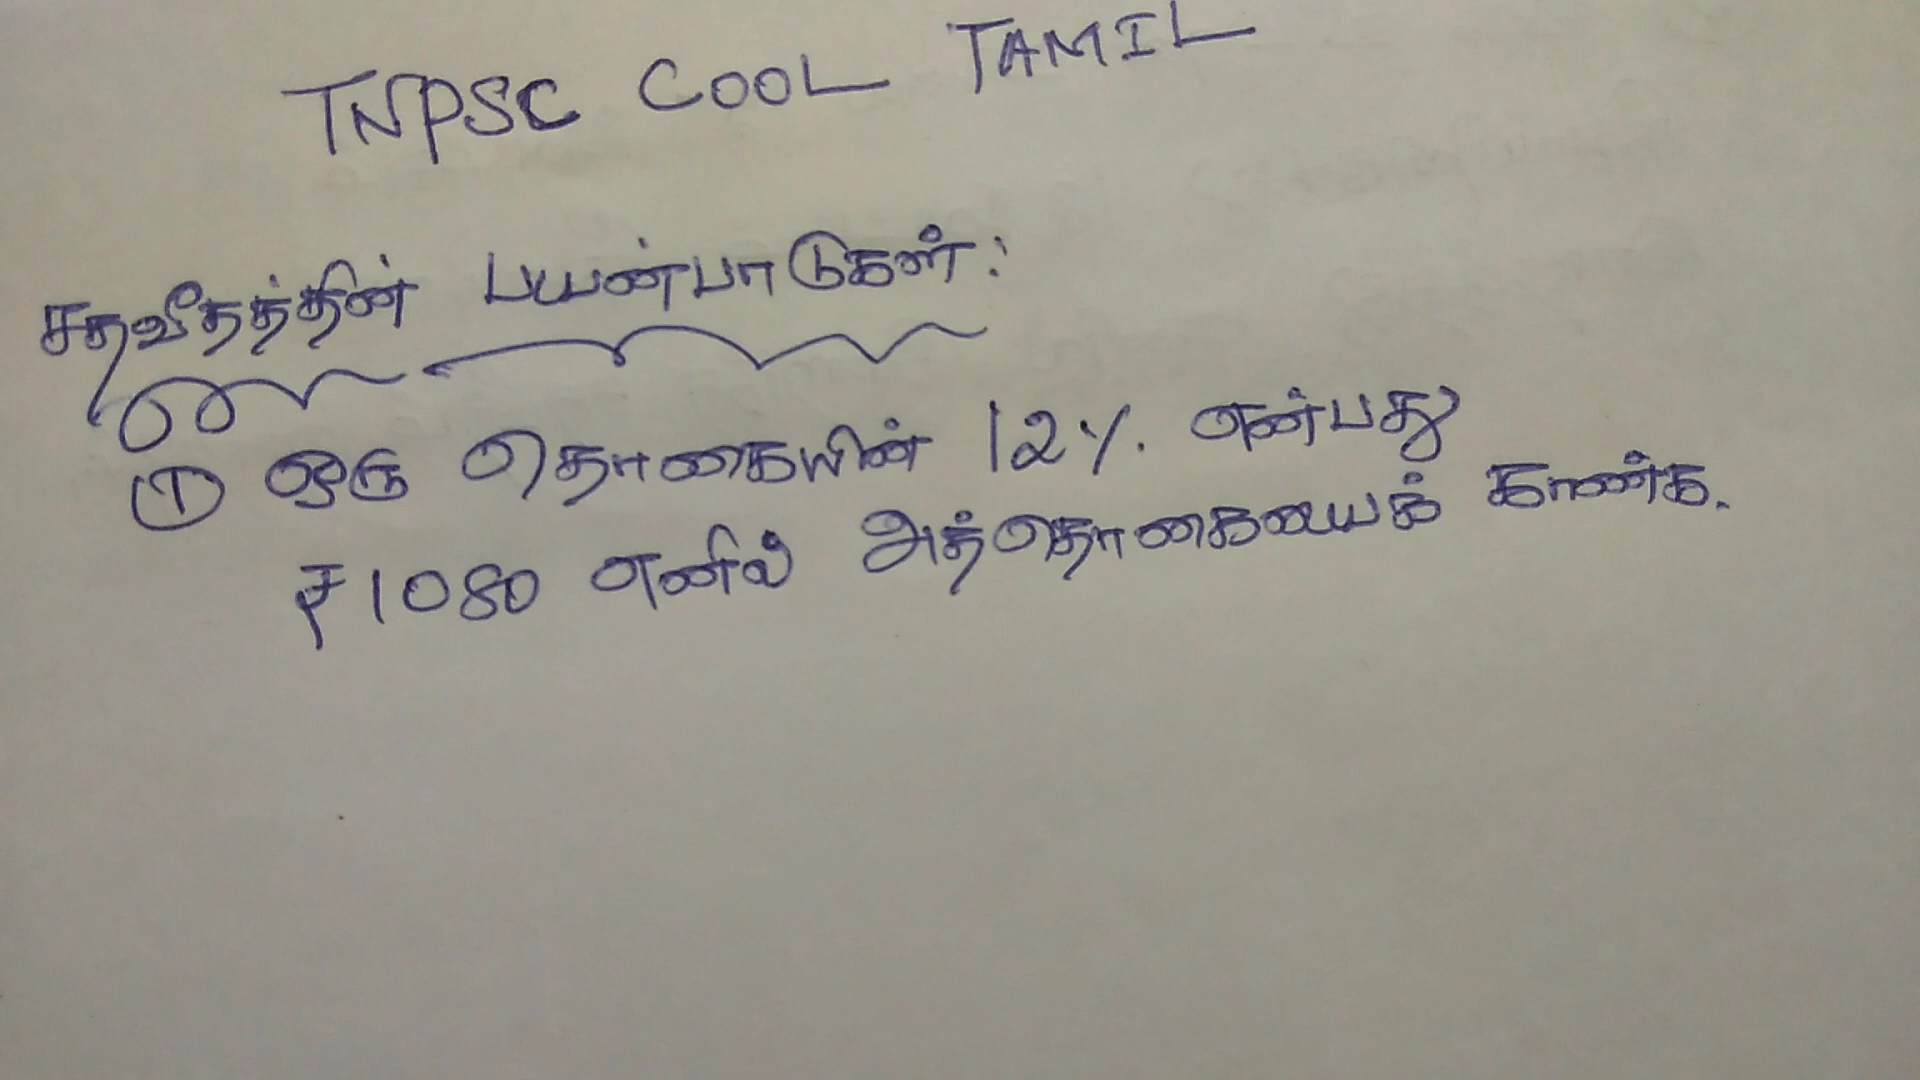 TNPSC COOL TAMIL
சதவீதத்தின் பயன்பாடுகள்:
① ஒரு தொகையின் 12% என்பது
₹1080 எனில் அத்தொகையைக் காண்க.